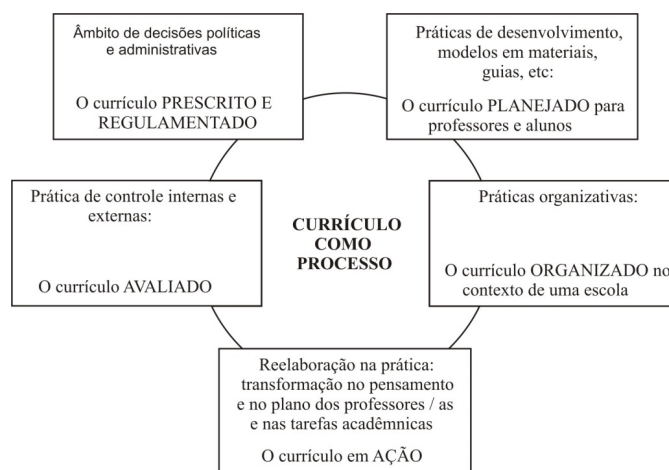 Âmbito de decisões políticas
e administrativas
O currículo PRESCRITO E
REGULAMENTADO
Práticas de desenvolvimento,
modelos em materiais,
guias, etc:
O currículo PLANEJADO para
professores e alunos
Prática de controle internas e
externas:
O currículo AVALIADO
CURRÍCULO
COMO
PROCESSO
Práticas organizativas:
O currículo ORGANIZADO no
contexto de uma escola
Reelaboração na prática:
transformação no pensamento
e no plano dos professores / as
e nas tarefas acadêmnicas
O currículo em AÇÃO